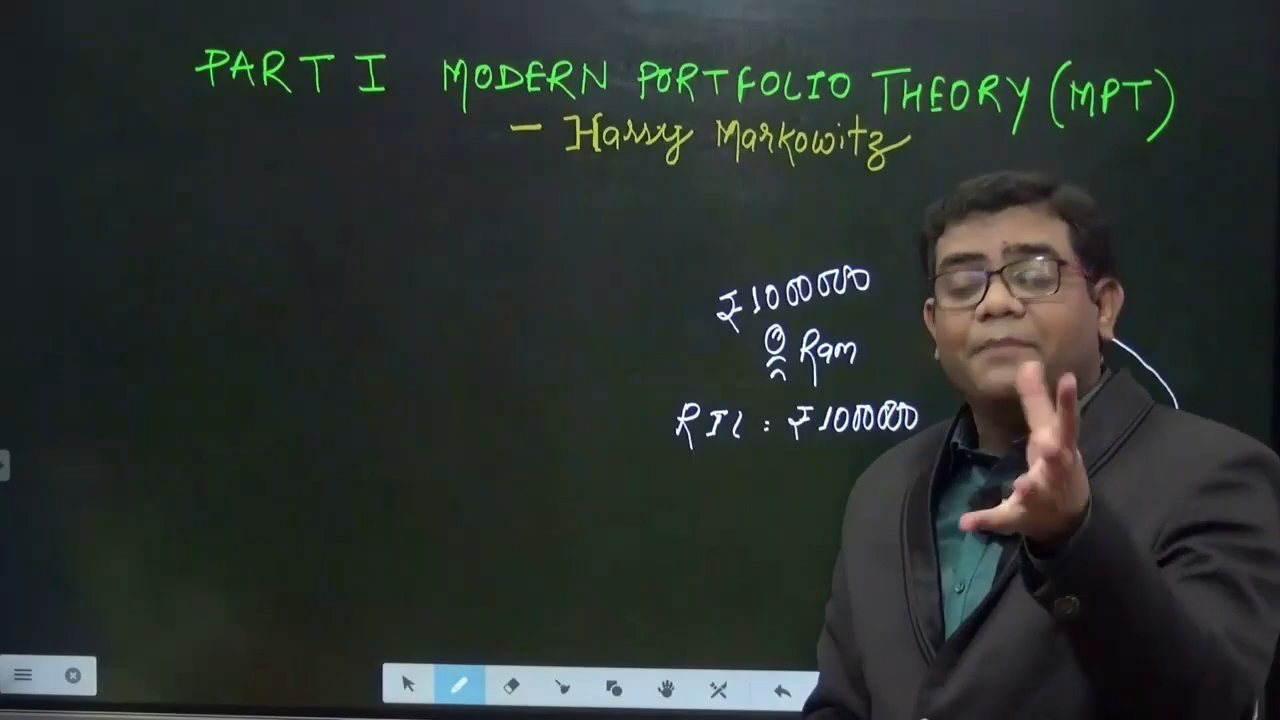 PART I MODERN PORTFOLIO THEORY (MPT)
- Harry Markowitz
₹1000000
Ram
RIL : ₹1000000